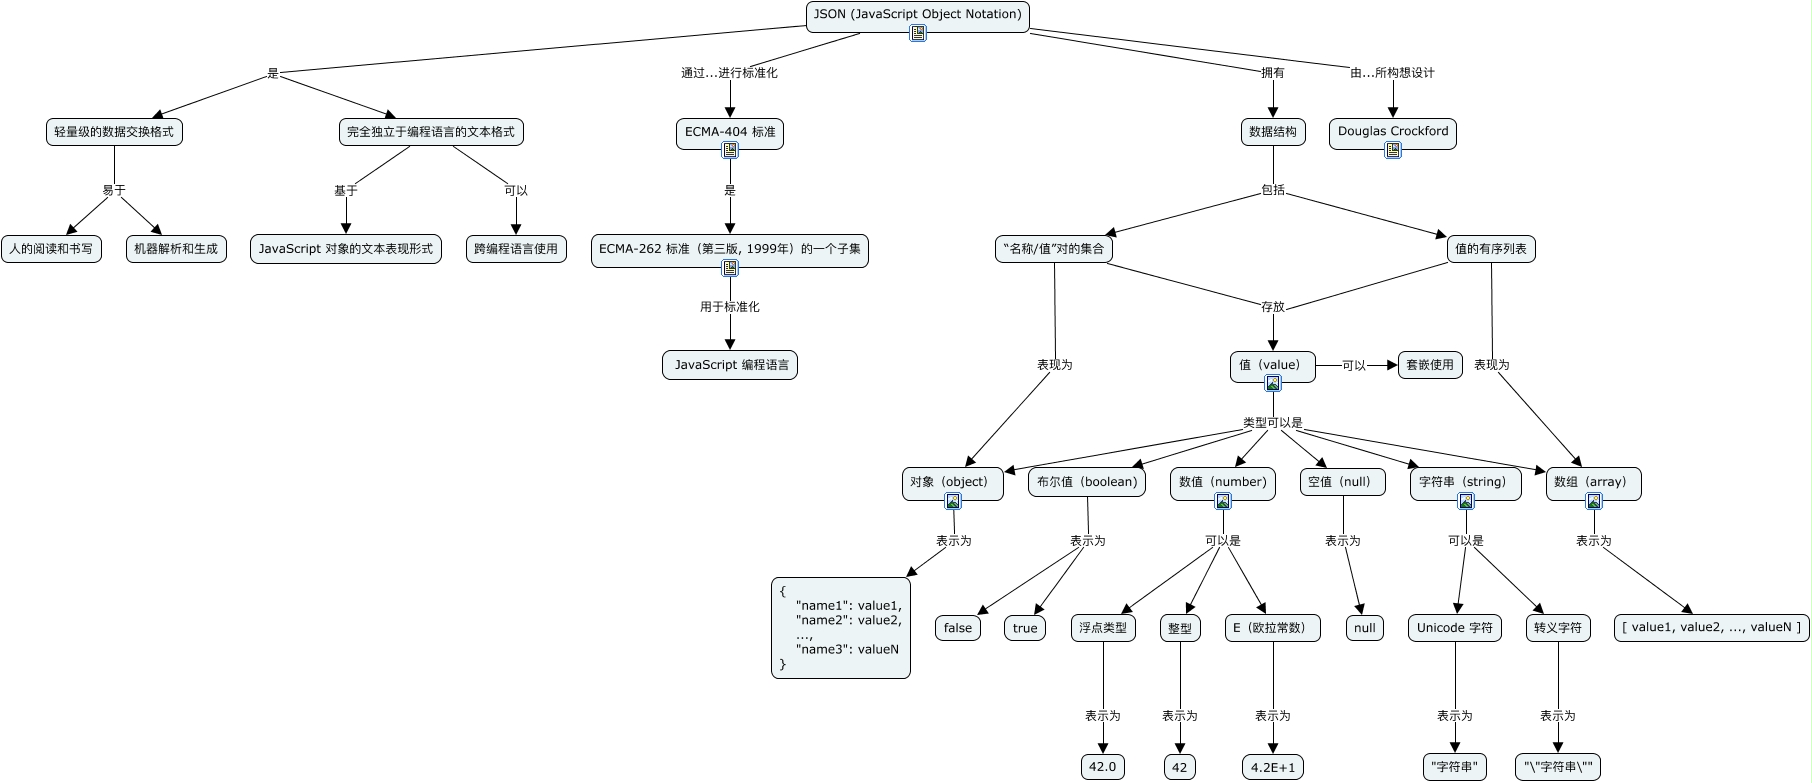 JSON (JavaScript Object Notation)
是
通过...进行标准化
拥有
由...所构想设计
轻量级的数据交换格式
完全独立于编程语言的文本格式
ECMA-404 标准
数据结构
Douglas Crockford
易于
基于
可以
是
包括
人的阅读和书写
机器解析和生成
JavaScript 对象的文本表现形式
跨编程语言使用
ECMA-262 标准（第三版, 1999年）的一个子集
“名称/值”对的集合
值的有序列表
用于标准化
存放
JavaScript 编程语言
表现为
值（value）
可以
套嵌使用
表现为
类型可以是
对象（object）
布尔值（boolean)
数值（number)
空值（null）
字符串（string）
数组（array）
表示为
表示为
可以是
表示为
可以是
表示为
{
"name1": value1,
"name2": value2,
...,
"name3": valueN
}
false
true
浮点类型
整型
E（欧拉常数）
null
Unicode 字符
转义字符
[ value1, value2, ..., valueN ]
表示为
表示为
表示为
表示为
表示为
42.0
42
4.2E+1
"字符串"
"\"字符串\""